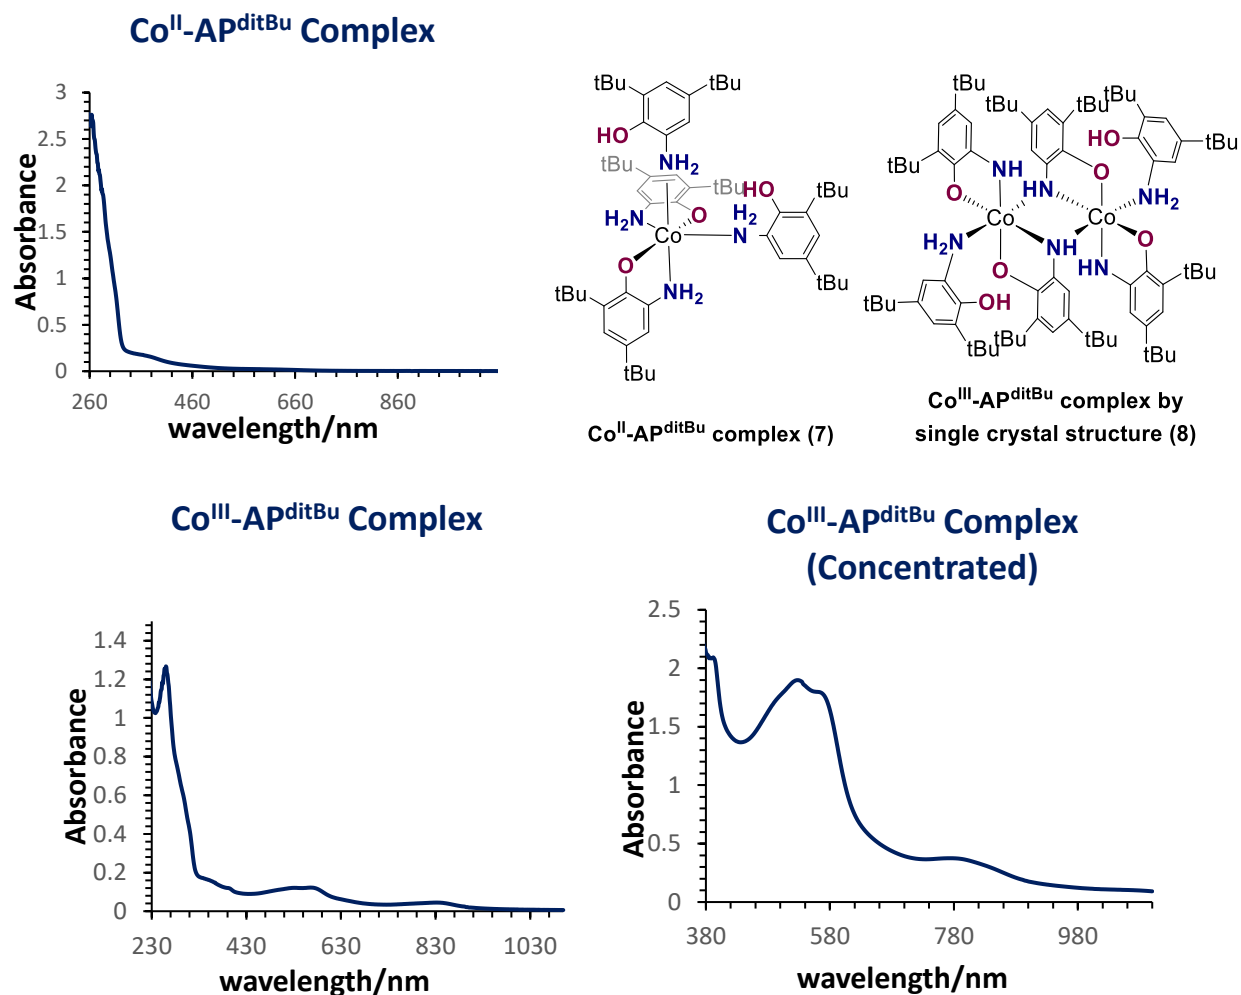 Co^II-AP^ditBu Complex
3
2.5
2
1.5
1
0.5
0
Absorbance
260
460
660
860
wavelength/nm
tBu
tBu
HO
NH2
tBu
tBu
HO
tBu
H2N
O
H2
N
Co
O
tBu
NH2
tBu
tBu
Co^II-AP^ditBu complex (7)
tBu
tBu
tBu
tBu
HO
tBu
tBu
NH
O
O
HN
NH2
Co
Co
H2N
NH
O
O
HN
tBu
tBu
OH
tBu
tBu
tBu
tBu
Co^III-AP^ditBu complex by
single crystal structure (8)
Co^III-AP^ditBu Complex
1.4
1.2
1
0.8
0.6
0.4
0.2
0
Absorbance
230
430
630
830
1030
wavelength/nm
Co^III-AP^ditBu Complex
(Concentrated)
2.5
2
1.5
1
0.5
0
Absorbance
380
580
780
980
wavelength/nm